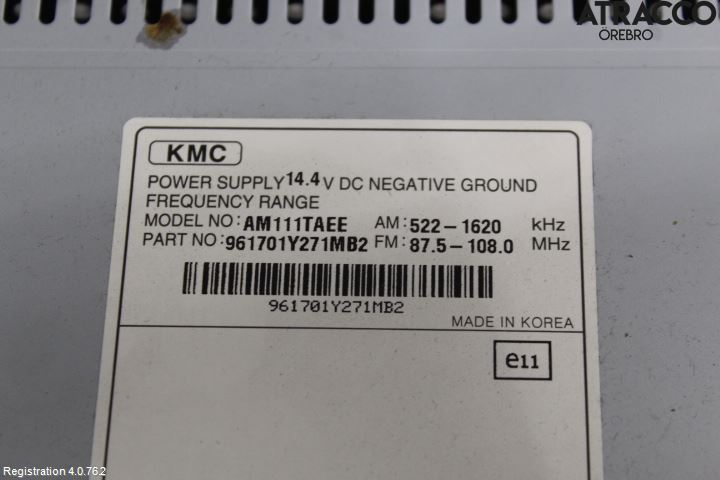 ATRACCO
ÖREBRO
KMC
POWER SUPPLY 14.4 V DC NEGATIVE GROUND
FREQUENCY RANGE
MODEL NO: AM111TAEE AM: 522-1620 kHz
PART NO: 961701Y271MB2 FM: 87.5-108.0 MHz
961701Y271MB2
MADE IN KOREA
e11
Registration 4.0.762